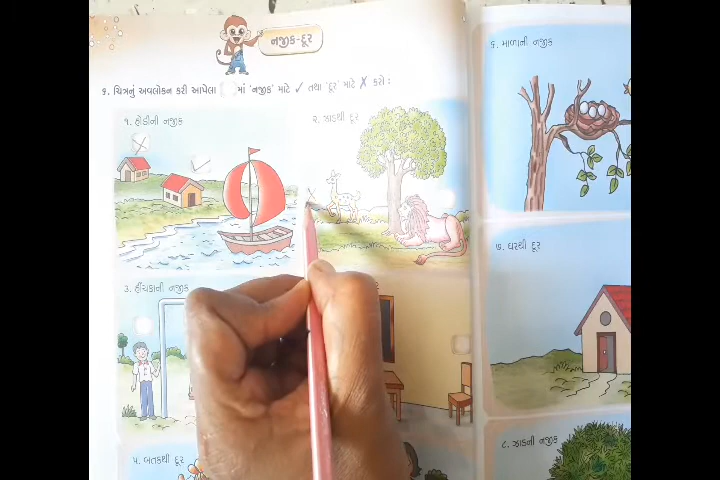 નજીક-દૂર
૧. ચિત્રનું અવલોકન કરી આપેલા માં 'નજીક' માટે ✓ તથા 'દૂર' માટે ✗ કરો :
૧. હોડીની નજીક
૨. ઝાડથી દૂર
૩. હીંચકાની નજીક
૫. બતકથી દૂર
૬. માળાની નજીક
૭. ઘરથી દૂર
૮. ઝાડની નજીક